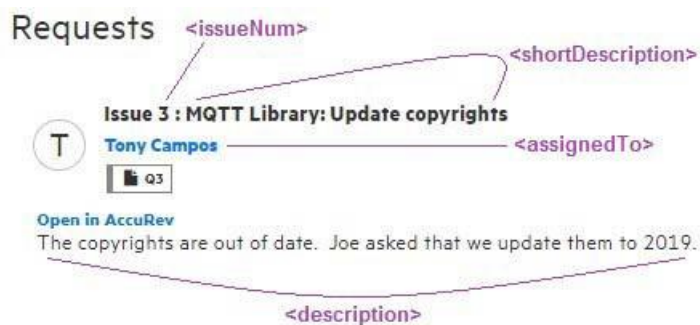 Requests <issueNum>
<shortDescription>
Issue 3 : MQTT Library: Update copyrights
T
Tony Campos <assignedTo>
Q3
Open in AccuRev
The copyrights are out of date. Joe asked that we update them to 2019.
<description>